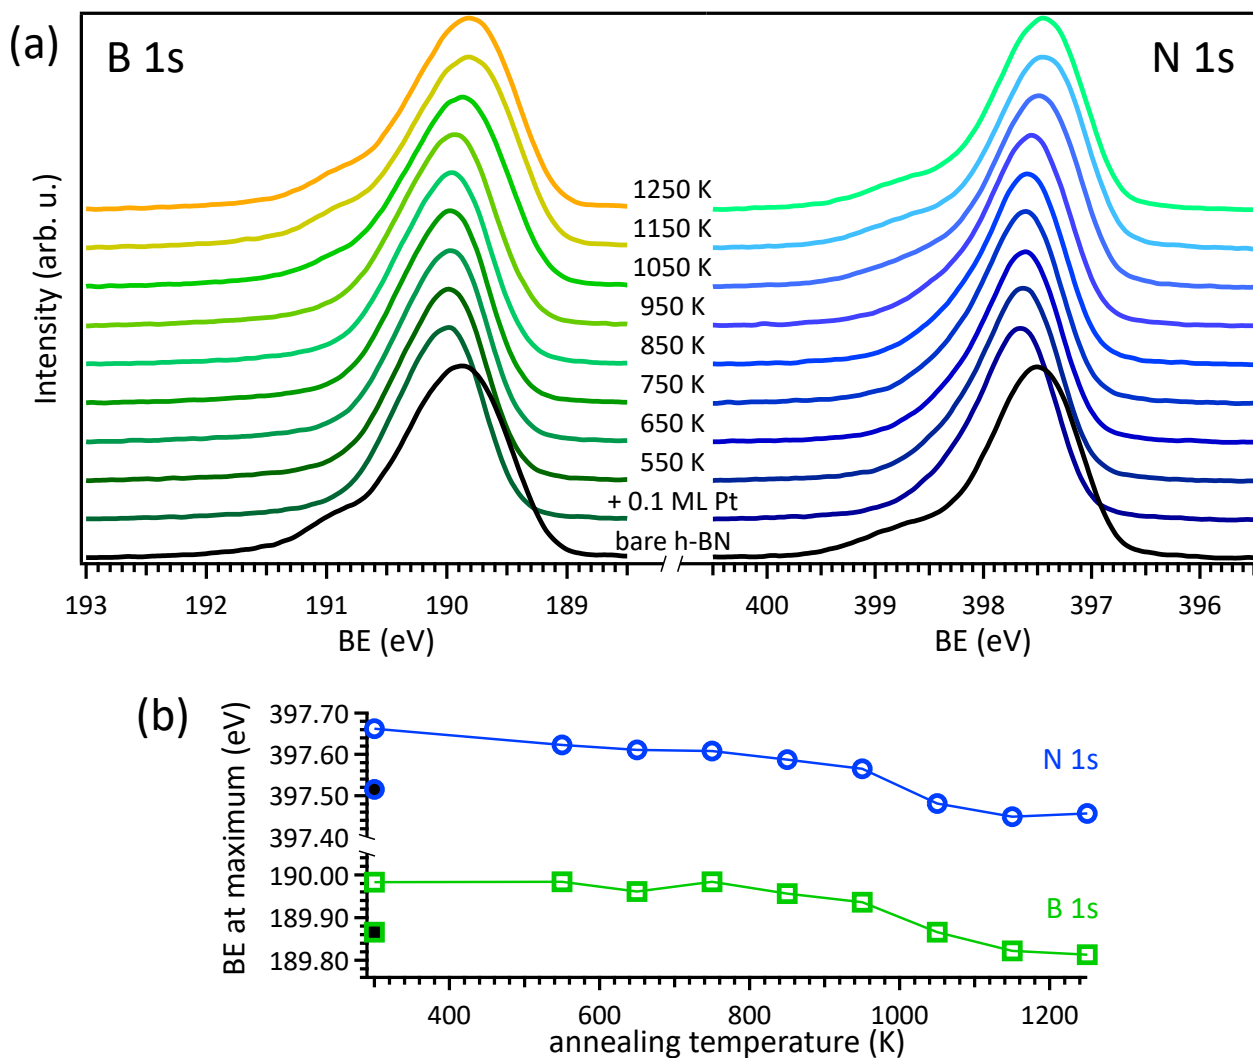 (a)
B 1s
N 1s
Intensity (arb. u.)
1250 K
1150 K
1050 K
950 K
850 K
750 K
650 K
550 K
+ 0.1 ML Pt
bare h-BN
193 192 191 190 189 400 399 398 397 396
BE (eV) BE (eV)
(b)
BE at maximum (eV)
397.70
397.60
397.50
397.40
190.00
189.90
189.80
N 1s
B 1s
400 600 800 1000 1200
annealing temperature (K)